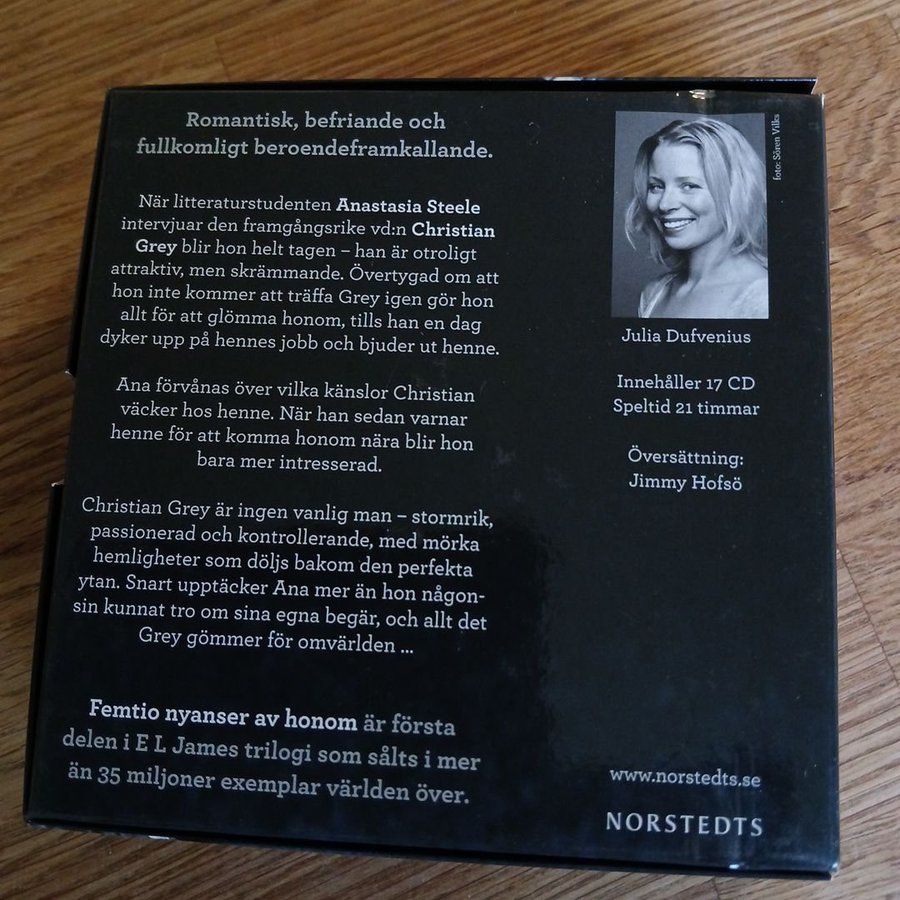 Romantisk, befriande och
fullkomligt beroendeframkallande.
När litteraturstudenten Anastasia Steele
intervjuar den framgångsrike vd:n Christian
Grey blir hon helt tagen – han är otroligt
attraktiv, men skrämmande. Övertygad om att
hon inte kommer att träffa Grey igen gör hon
allt för att glömma honom, tills han en dag
dyker upp på hennes jobb och bjuder ut henne.
Ana förvånas över vilka känslor Christian
väcker hos henne. När han sedan varnar
henne för att komma honom nära blir hon
bara mer intresserad.
Christian Grey är ingen vanlig man – stormrik,
passionerad och kontrollerande, med mörka
hemligheter som döljs bakom den perfekta
ytan. Snart upptäcker Ana mer än hon någon-
sin kunnat tro om sina egna begär, och allt det
Grey gömmer för omvärlden ...
Femtio nyanser av honom är första
delen i E L James trilogi som sålts i mer
än 35 miljoner exemplar världen över.
foto: Sören Vilks
Julia Dufvenius
Innehåller 17 CD
Speltid 21 timmar
Översättning:
Jimmy Hofsö
www.norstedts.se
NORSTEDTS